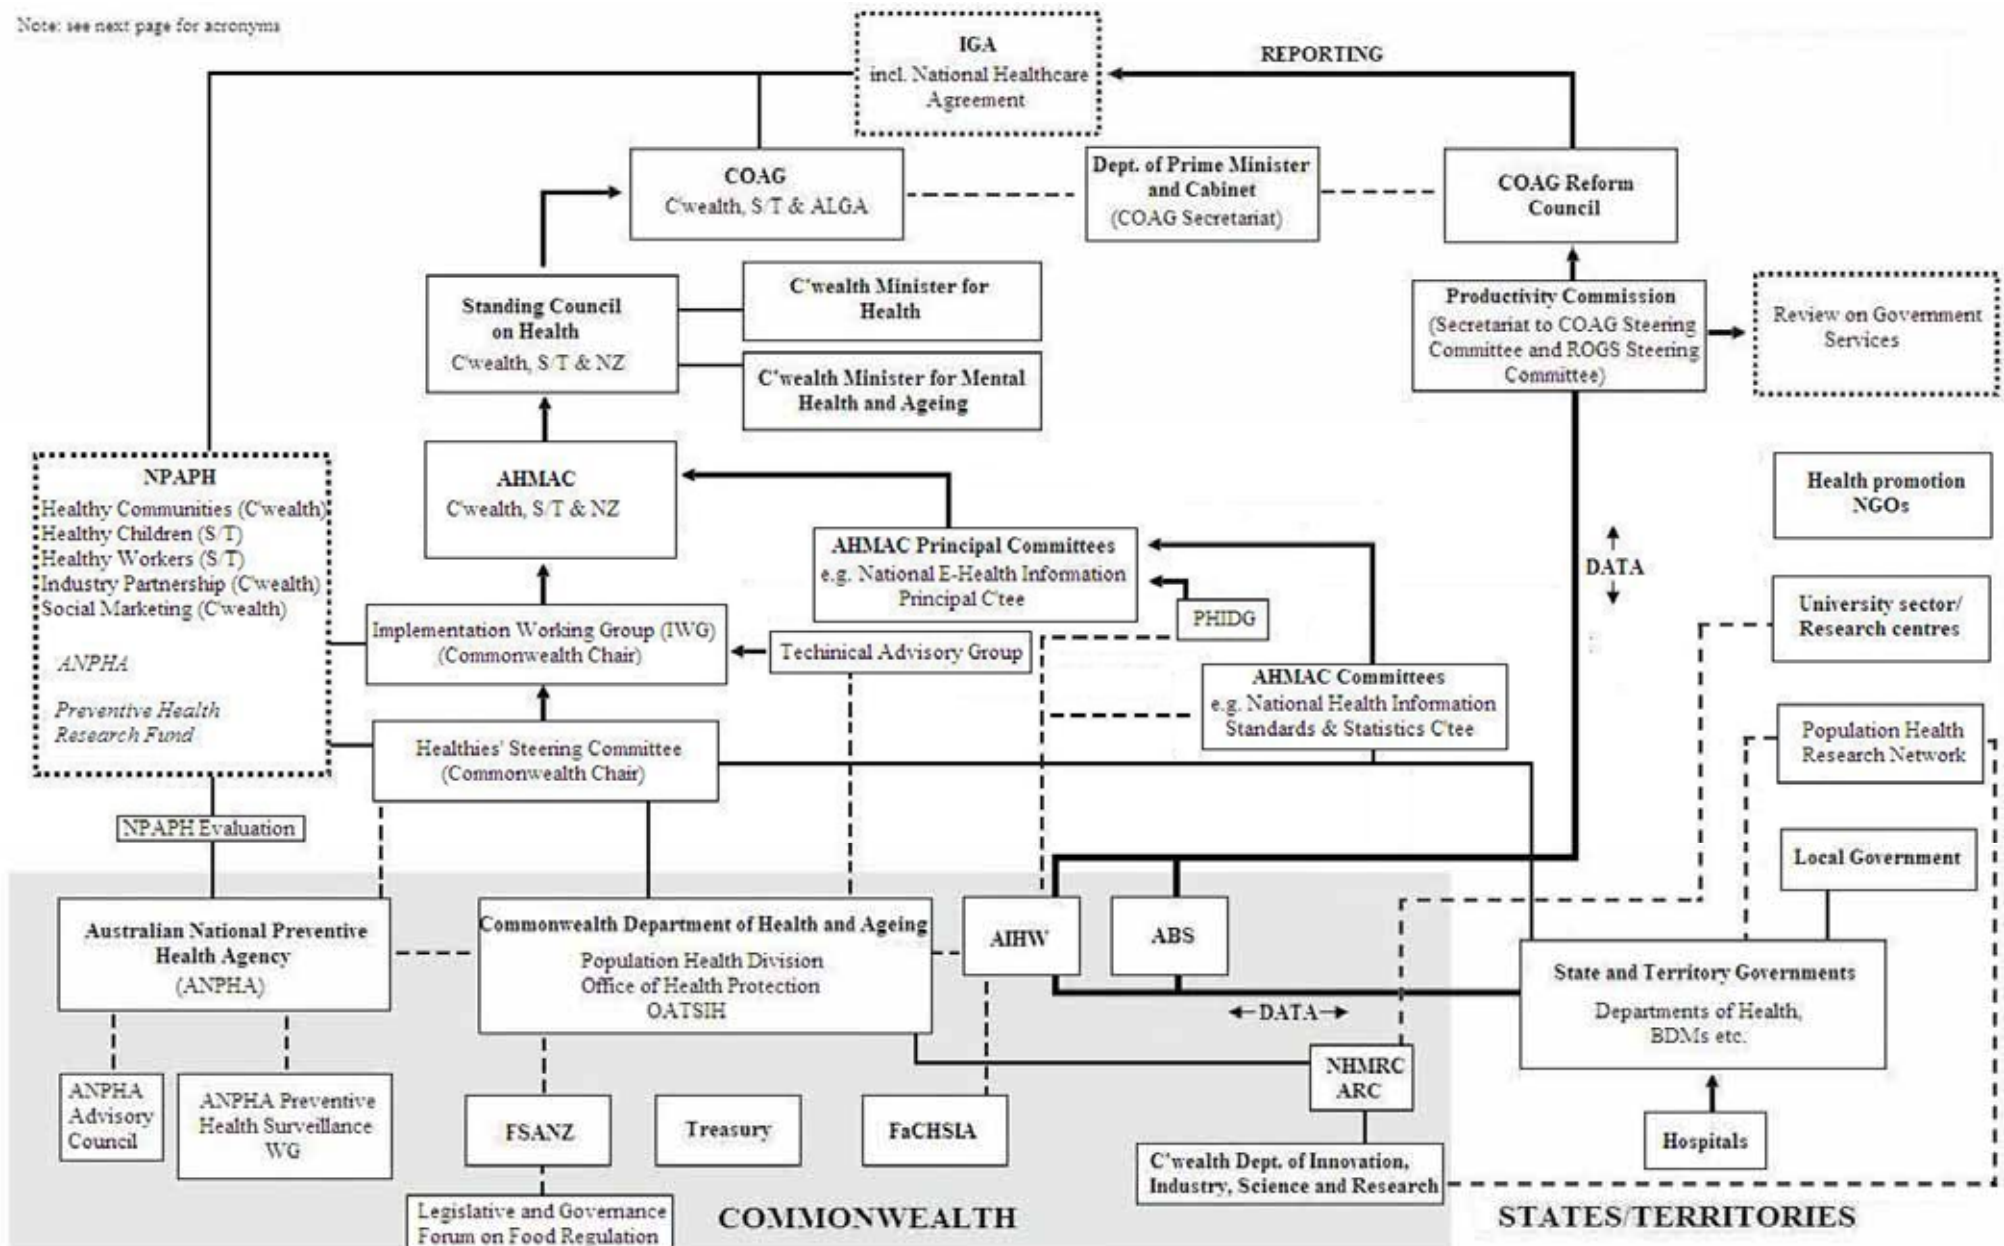 Note: see next page for acronyms
IGA
incl. National Healthcare
Agreement
REPORTING
COAG
C'wealth, S/T & ALGA
Dept. of Prime Minister
and Cabinet
(COAG Secretariat)
COAG Reform
Council
Standing Council
on Health
C'wealth, S/T & NZ
C'wealth Minister for
Health
C'wealth Minister for Mental
Health and Ageing
Productivity Commission
(Secretariat to COAG Steering
Committee and ROGS Steering
Committee)
Review on Government
Services
NPAPH
Healthy Communities (C'wealth)
Healthy Children (S/T)
Healthy Workers (S/T)
Industry Partnership (C'wealth)
Social Marketing (C'wealth)
ANPHA
Preventive Health
Research Fund
AHMAC
C'wealth, S/T & NZ
AHMAC Principal Committees
e.g. National E-Health Information
Principal C'tee
PHIDG
DATA
Health promotion
NGOs
University sector/
Research centres
Implementation Working Group (IWG)
(Commonwealth Chair)
Techinical Advisory Group
AHMAC Committees
e.g. National Health Information
Standards & Statistics C'tee
Population Health
Research Network
Healthies' Steering Committee
(Commonwealth Chair)
NPAPH Evaluation
Local Government
Australian National Preventive
Health Agency
(ANPHA)
Commonwealth Department of Health and Ageing
Population Health Division
Office of Health Protection
OATSIH
AIHW
ABS
State and Territory Governments
Departments of Health,
BDMs etc.
DATA
ANPHA
Advisory
Council
ANPHA Preventive
Health Surveillance
WG
FSANZ
Treasury
FaCHSIA
NHMRC
ARC
Hospitals
C'wealth Dept. of Innovation,
Industry, Science and Research
Legislative and Governance
Forum on Food Regulation
COMMONWEALTH
STATES/TERRITORIES